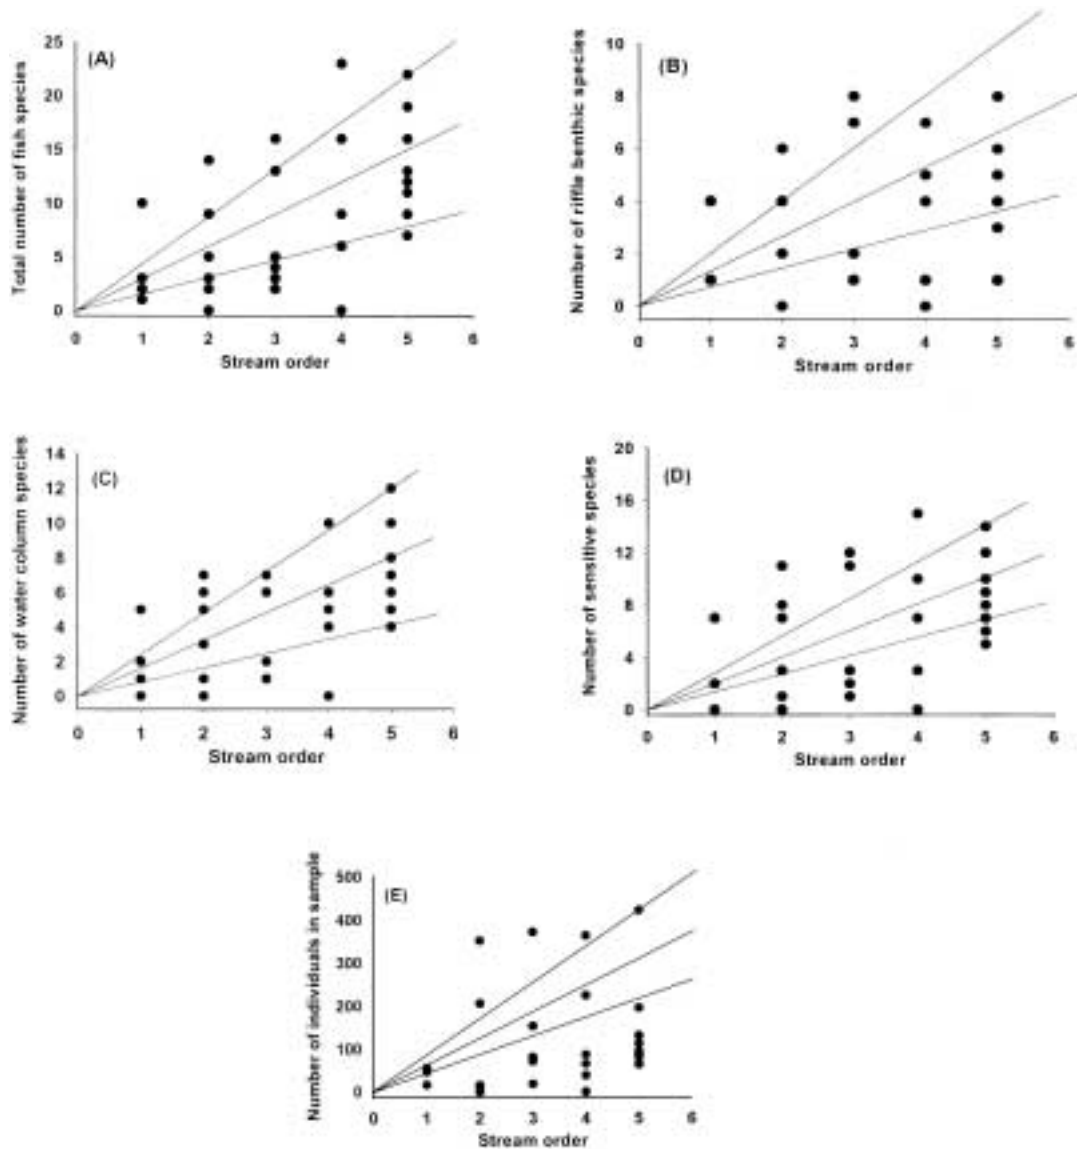 (A)
Total number of fish species
25
20
15
10
5
0
0 1 2 3 4 5 6
Stream order
(B)
Number of riffle benthic species
10
8
6
4
2
0
0 1 2 3 4 5 6
Stream order
(C)
Number of water column species
14
12
10
8
6
4
2
0
0 1 2 3 4 5 6
Stream order
(D)
Number of sensitive species
20
16
12
8
4
0
0 1 2 3 4 5 6
Stream order
(E)
Number of individuals in sample
500
400
300
200
100
0
0 1 2 3 4 5 6
Stream order